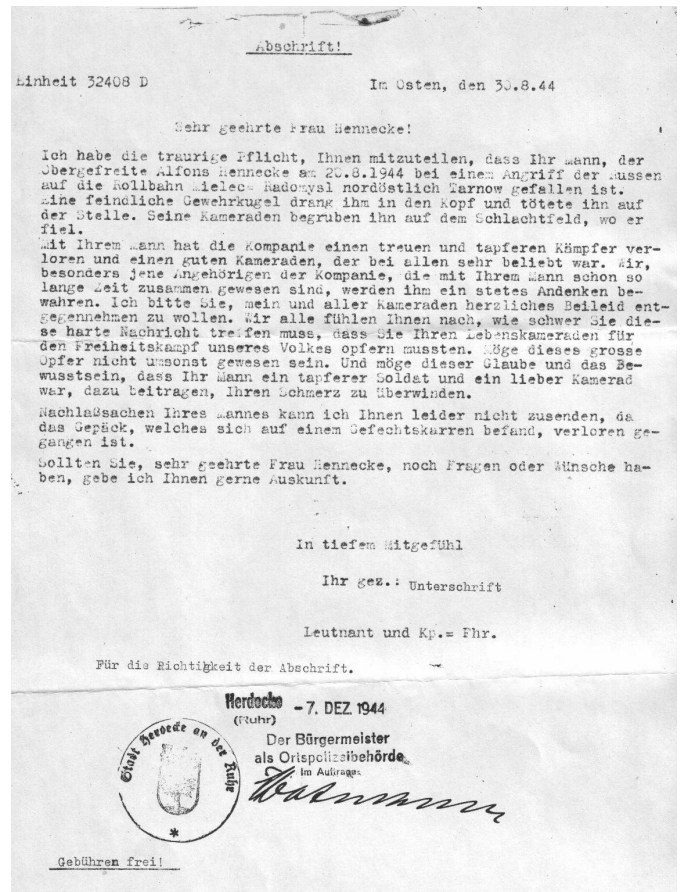 Abschrift!
Einheit 32408 D
Im Osten, den 30.8.44
Sehr geehrte Frau Hennecke!
Ich habe die traurige Pflicht, Ihnen mitzuteilen, dass Ihr Mann, der
Obergefreite Alfons Hennecke am 20.8.1944 bei einem Angriff der Russen
auf die Rollbahn Mielec- Radomysl nordöstlich Tarnow gefallen ist.
Eine feindliche Gewehrkugel drang ihm in den Kopf und tötete ihn auf
der Stelle. Seine Kameraden begruben ihn auf dem Schlachtfeld, wo er
fiel.
Mit Ihrem Mann hat die Kompanie einen treuen und tapferen Kämpfer ver-
loren und einen guten Kameraden, der bei allen sehr beliebt war. Wir,
besonders jene Angehörigen der Kompanie, die mit Ihrem Mann schon so
lange Zeit zusammen gewesen sind, werden ihm ein stetes Andenken be-
wahren. Ich bitte Sie, mein und aller Kameraden herzliches Beileid ent-
gegennehmen zu wollen. Wir alle fühlen Ihnen nach, wie schwer Sie die-
se harte Nachricht treffen muss, dass Sie Ihren Lebenskameraden für
den Freiheitskampf unseres Volkes opfern mussten. Möge dieses grosse
Opfer nicht umsonst gewesen sein. Und möge dieser Glaube und das Be-
wusstsein, dass Ihr Mann ein tapferer Soldat und ein lieber Kamerad
war, dazu beitragen, Ihren Schmerz zu überwinden.
Nachlaßsachen Ihres Mannes kann ich Ihnen leider nicht zusenden, da
das Gepäck, welches sich auf einem Gefechtskarren befand, verloren ge-
gangen ist.
Sollten Sie, sehr geehrte Frau Hennecke, noch Fragen oder Wünsche ha-
ben, gebe ich Ihnen gerne Auskunft.
In tiefem Mitgefühl
Ihr gez.: Unterschrift
Leutnant und Kp.= Fhr.
Für die Richtigkeit der Abschrift.
Herdecke - 7. DEZ. 1944
(Ruhr)
Der Bürgermeister
als Ortspolizeibehörde
Im Auftrage:
Stadt Herdecke an der Ruhr
*
Gebühren frei!